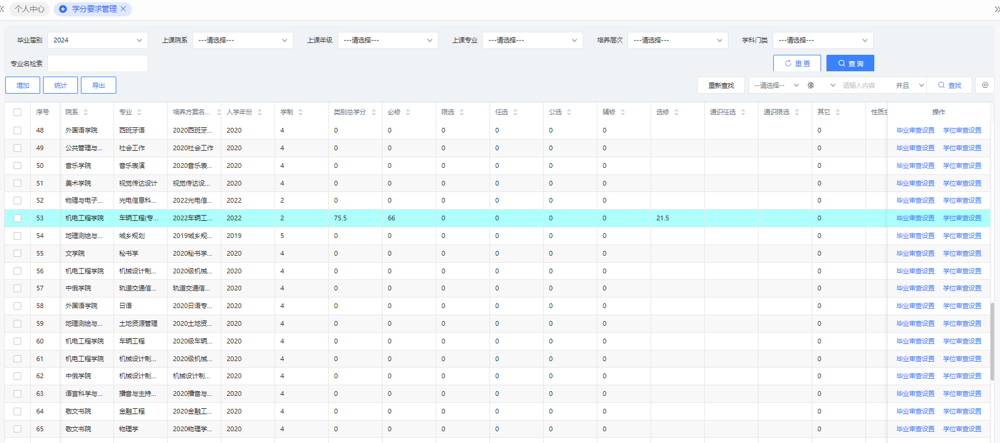 个人中心 学分要求管理
毕业届别 2024 上课院系 ---请选择--- 上课年级 ---请选择--- 上课专业 ---请选择--- 培养层次 ---请选择--- 学科门类 ---请选择---
专业名检索 重置 查询
增加 统计 导出 重新查找 --请选择-- 像 请输入内容 并且 查找
序号 院系 专业 培养方案名... 入学年份 学制 类别总学分 必修 限选 任选 公选 辅修 选修 通识任选 通识限选 其它 性质总 操作
48 外国语学院 西班牙语 2020西班牙... 2020 4 0 0 0 0 0 0 0 毕业审查设置 学位审查设置
49 公共管理与... 社会工作 2020社会工作 2020 4 0 0 0 0 0 0 0 毕业审查设置 学位审查设置
50 音乐学院 音乐表演 2020音乐表... 2020 4 0 0 0 0 0 0 0 毕业审查设置 学位审查设置
51 美术学院 视觉传达设计 视觉传达设... 2020 4 0 0 0 0 0 0 0 毕业审查设置 学位审查设置
52 物理与电子... 光电信息科... 2022光电信... 2022 2 0 0 0 0 0 0 0 毕业审查设置 学位审查设置
53 机电工程学院 车辆工程(专... 2022车辆工... 2022 2 75.5 66 0 0 0 0 21.5 0 毕业审查设置 学位审查设置
54 地理测绘与... 城乡规划 2019城乡规... 2019 5 0 0 0 0 0 0 0 毕业审查设置 学位审查设置
55 文学院 秘书学 2020秘书学... 2020 4 0 0 0 0 0 0 0 毕业审查设置 学位审查设置
56 机电工程学院 机械设计制... 2020级机械... 2020 4 0 0 0 0 0 0 0 毕业审查设置 学位审查设置
57 中俄学院 轨道交通信... 轨道交通信... 2020 4 0 0 0 0 0 0 0 毕业审查设置 学位审查设置
58 外国语学院 日语 2020日语专... 2020 4 0 0 0 0 0 0 0 毕业审查设置 学位审查设置
59 地理测绘与... 土地资源管理 2020土地资... 2020 4 0 0 0 0 0 0 0 毕业审查设置 学位审查设置
60 机电工程学院 车辆工程 2020级车辆... 2020 4 0 0 0 0 0 0 0 毕业审查设置 学位审查设置
61 机电工程学院 机械设计制... 2020级机械... 2020 4 0 0 0 0 0 0 0 毕业审查设置 学位审查设置
62 中俄学院 机械设计制... 机械设计制... 2020 4 0 0 0 0 0 0 0 毕业审查设置 学位审查设置
63 语言科学与... 播音与主持... 2020播音与... 2020 4 0 0 0 0 0 0 0 毕业审查设置 学位审查设置
64 敬文书院 金融工程 2020金融工... 2020 4 0 0 0 0 0 0 0 毕业审查设置 学位审查设置
65 敬文书院 物理学 2020物理学... 2020 4 0 0 0 0 0 0 0 毕业审查设置 学位审查设置